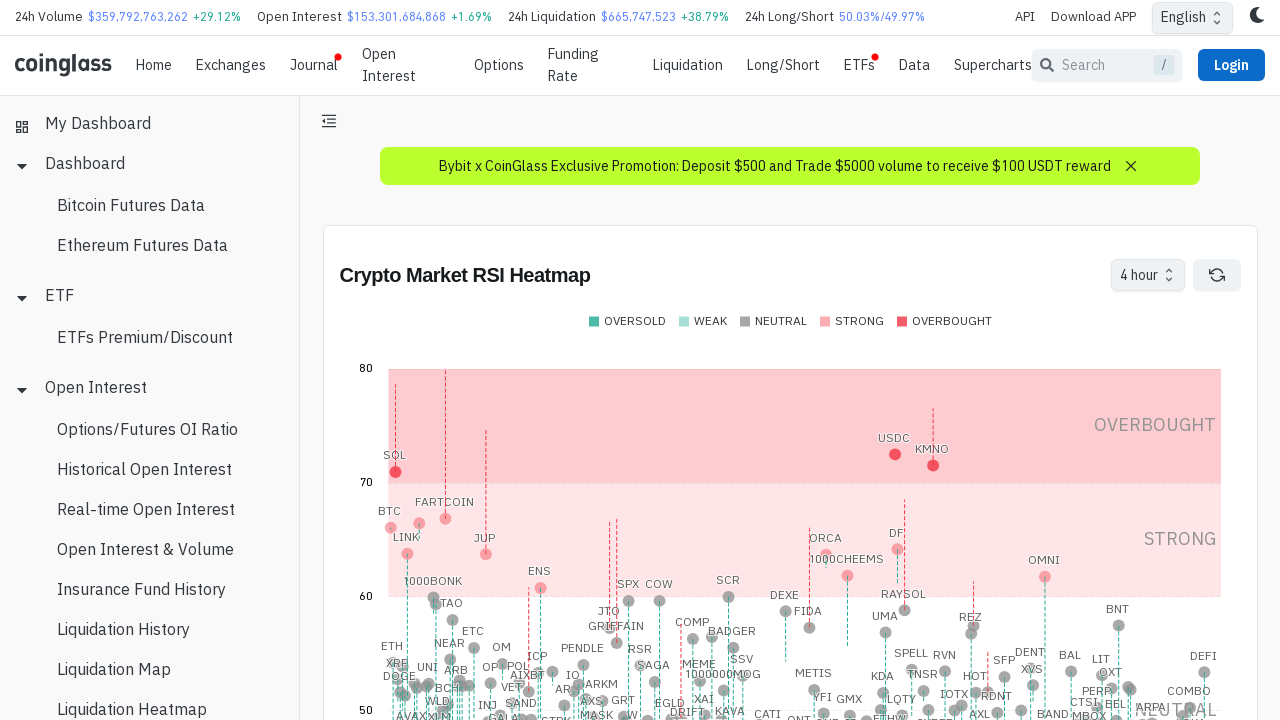 24h Volume $359,792,763,262 +29.12% Open Interest $153,301,684,868 +1.69% 24h Liquidation $665,747,523 +38.79% 24h Long/Short 50.03%/49.97% API Download APP English
coinglass Home Exchanges Journal Open Interest Options Funding Rate Liquidation Long/Short ETFs Data Supercharts Search / Login
My Dashboard
Dashboard
Bitcoin Futures Data
Ethereum Futures Data
ETF
ETFs Premium/Discount
Open Interest
Options/Futures OI Ratio
Historical Open Interest
Real-time Open Interest
Open Interest & Volume
Insurance Fund History
Liquidation History
Liquidation Map
Liquidation Heatmap
Bybit x CoinGlass Exclusive Promotion: Deposit $500 and Trade $5000 volume to receive $100 USDT reward
Crypto Market RSI Heatmap
4 hour
OVERSOLD WEAK NEUTRAL STRONG OVERBOUGHT
80
OVERBOUGHT
USDC
KMNO
SOL
70
FARTCOIN
BTC
LINK JUP ORCA DF STRONG
1000CHEEMS OMNI
ENS
1000BONK SPX COW SCR
60
TAO DEXE RAYSOL
JTO FIDA BNT
GRIFFAIN COMP UMA REZ
ETC BADGER
ETH NEAR OM PENDLE RSR SPELL RVN DENT BAL DEFI
ICP SAGA MEME SSV SFP LIT
XRP UNI ARB OP POL METIS TNSR XVS
DOGE AIXBT IO 1000000MOG KDA HOT OXT
BCH VET ARKM PERP COMBO
WLD INJ SAND AXS GRT EGLD XAI YFI GMX LQTY IOTX RDNT CTSI BEL ARPA
50 MASK DRIFT KAVA CATI AXL BAND MBOX NEUTRAL